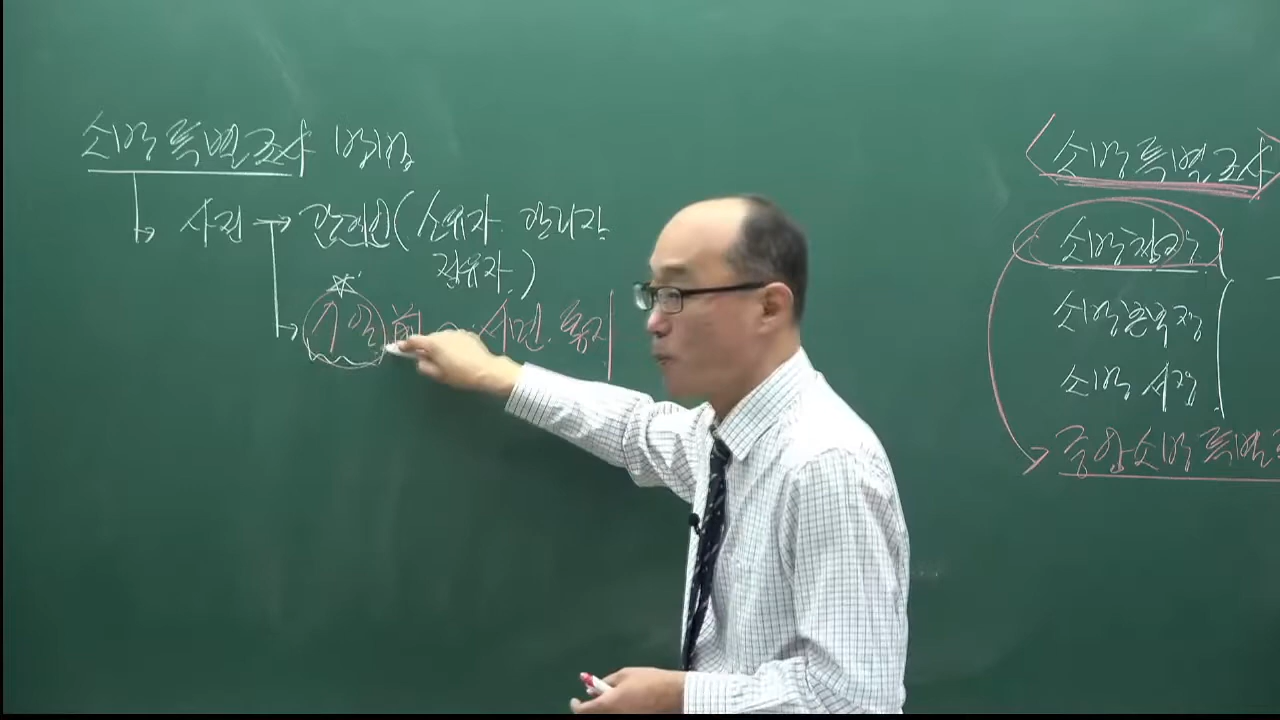 소방특별조사 방법
사전 → 관계인(소유자. 관리자
점유자.)
7일 前 서면. 통지
<소방특별조사>
소방청장
소방본부장
소방서장
중앙소방특별조